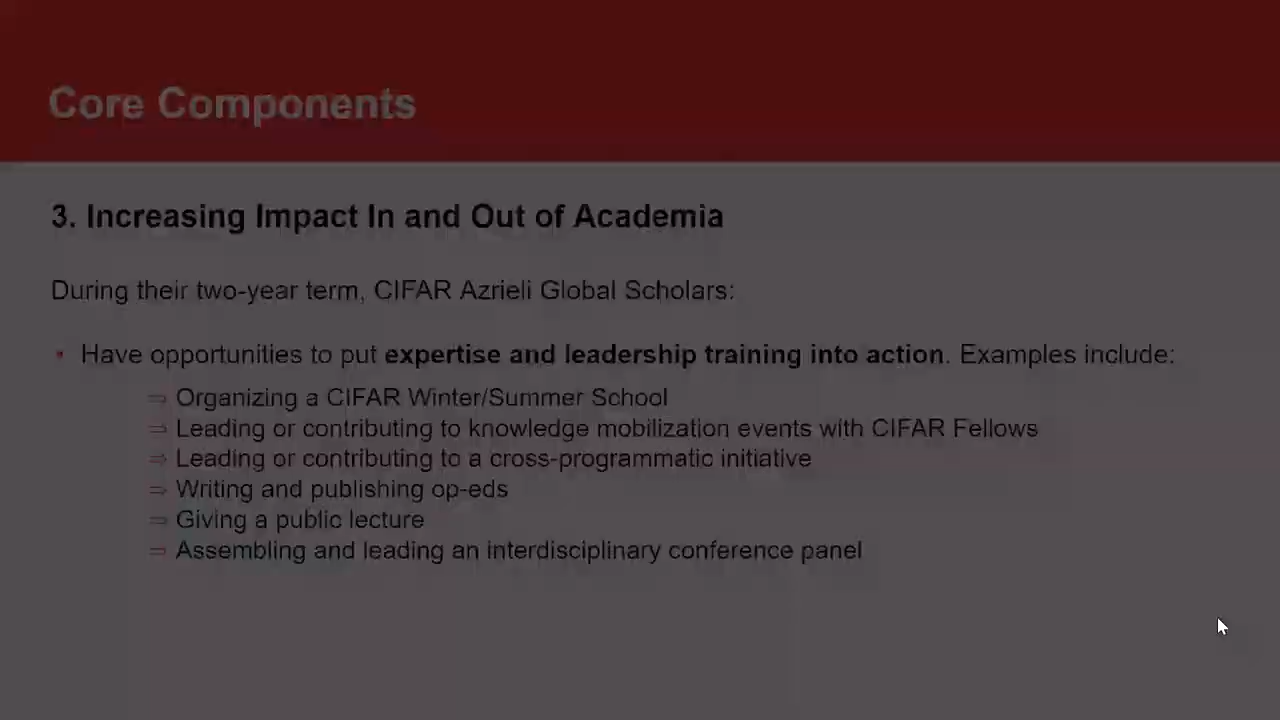 Core Components
3. Increasing Impact In and Out of Academia
During their two-year term, CIFAR Azrieli Global Scholars:
• Have opportunities to put expertise and leadership training into action. Examples include:
⇒ Organizing a CIFAR Winter/Summer School
⇒ Leading or contributing to knowledge mobilization events with CIFAR Fellows
⇒ Leading or contributing to a cross-programmatic initiative
⇒ Writing and publishing op-eds
⇒ Giving a public lecture
⇒ Assembling and leading an interdisciplinary conference panel